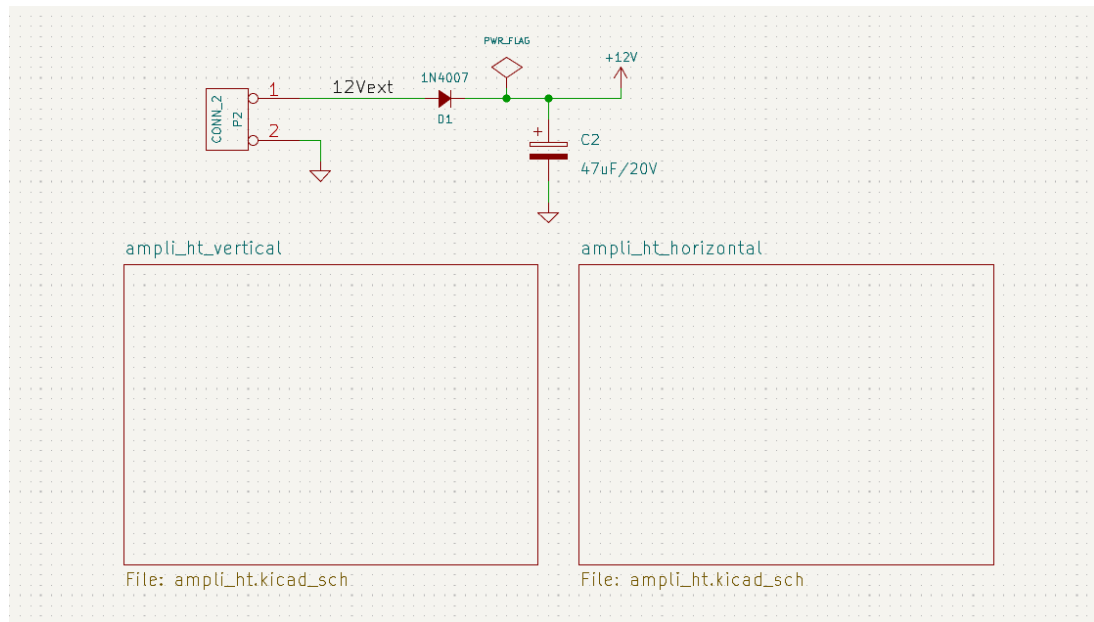 PWR_FLAG
+12V
1N4007
12Vext
1
CONN_2
P2
D1
2
+
C2
47uF/20V
ampli_ht_vertical
ampli_ht_horizontal
File: ampli_ht.kicad_sch
File: ampli_ht.kicad_sch